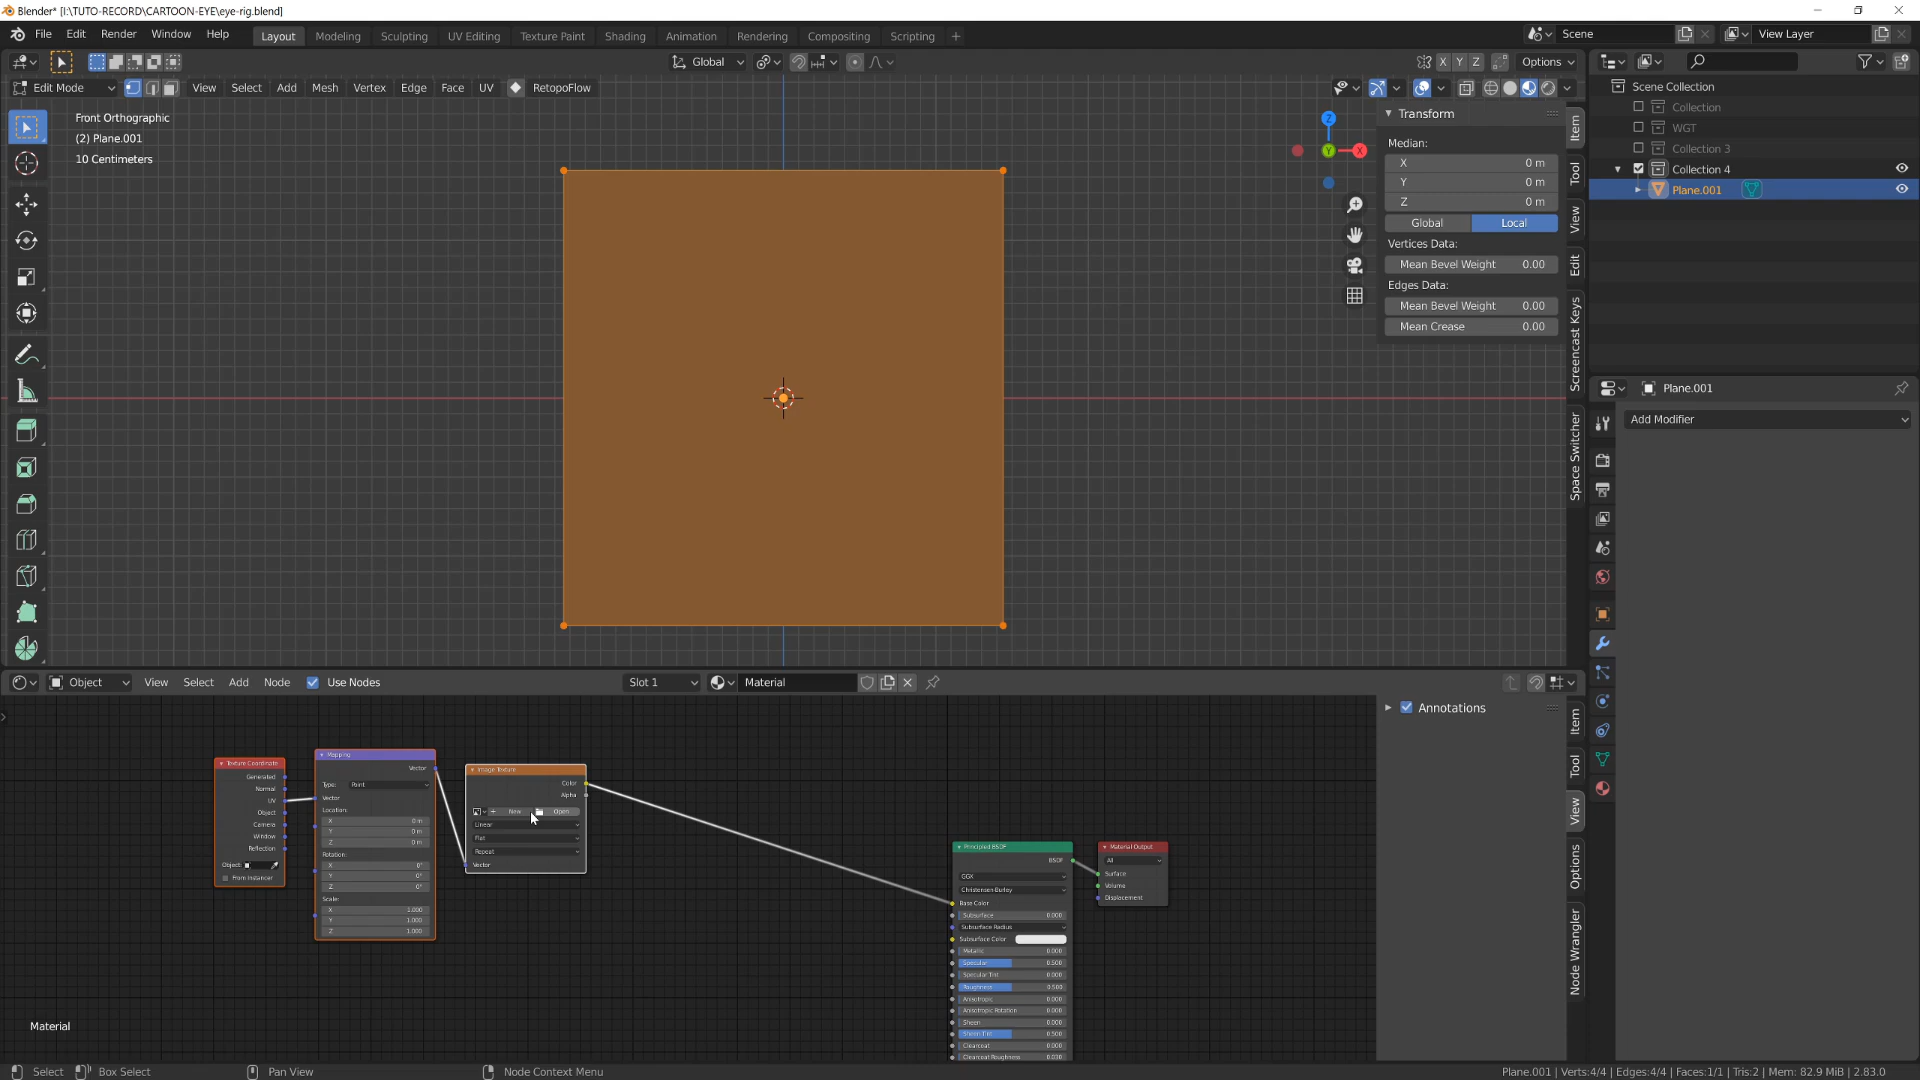 Blender* [I:\TUTO-RECORD\CARTOON-EYE\eye-rig.blend]
File Edit Render Window Help Layout Modeling Sculpting UV Editing Texture Paint Shading Animation Rendering Compositing Scripting + Scene View Layer
Global X Y Z Options
Edit Mode View Select Add Mesh Vertex Edge Face UV RetopoFlow
Front Orthographic
(2) Plane.001
10 Centimeters
Z
Y
X
Transform
Median:
X 0 m
Y 0 m
Z 0 m
Global Local
Vertices Data:
Mean Bevel Weight 0.00
Edges Data:
Mean Bevel Weight 0.00
Mean Crease 0.00
Item
Tool
View
Edit
Screencast Keys
Space Switcher
Scene Collection
Collection
WGT
Collection 3
Collection 4
Plane.001
Plane.001
Add Modifier
Object View Select Add Node Use Nodes Slot 1 Material
Annotations
Item
Tool
View
Options
Node Wrangler
Texture Coordinate
Generated
Normal
UV
Object
Camera
Window
Reflection
Object:
From Instancer
Mapping
Vector
Type: Point
Vector
Location:
X 0 m
Y 0 m
Z 0 m
Rotation:
X 0°
Y 0°
Z 0°
Scale:
X 1.000
Y 1.000
Z 1.000
Image Texture
Color
Alpha
New Open
Linear
Flat
Repeat
Vector
Principled BSDF
BSDF
GGX
Christensen-Burley
Base Color
Subsurface 0.000
Subsurface Radius
Subsurface Color
Metallic 0.000
Specular 0.500
Specular Tint 0.000
Roughness 0.500
Anisotropic 0.000
Anisotropic Rotation 0.000
Sheen 0.000
Sheen Tint 0.500
Clearcoat 0.000
Clearcoat Roughness 0.030
Material Output
All
Surface
Volume
Displacement
Material
Select Box Select Pan View Node Context Menu Plane.001 | Verts:4/4 | Edges:4/4 | Faces:1/1 | Tris:2 | Mem: 82.9 MiB | 2.83.0